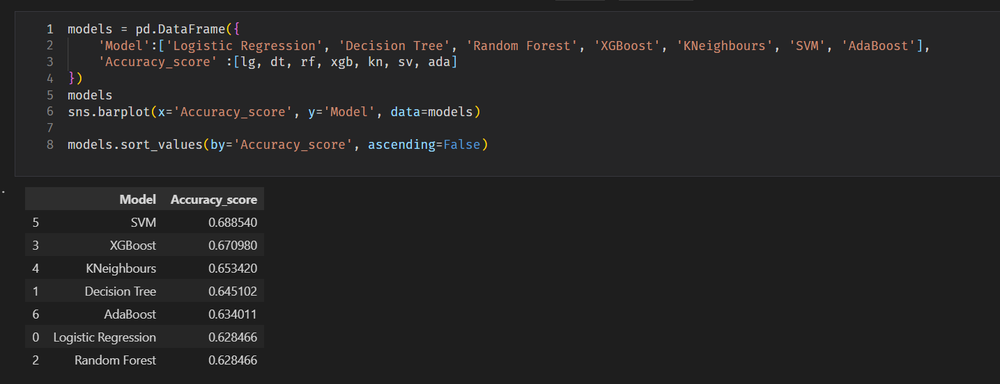 1 models = pd.DataFrame({
2 'Model':['Logistic Regression', 'Decision Tree', 'Random Forest', 'XGBoost', 'KNeighbours', 'SVM', 'AdaBoost'],
3 'Accuracy_score' :[lg, dt, rf, xgb, kn, sv, ada]
4 })
5 models
6 sns.barplot(x='Accuracy_score', y='Model', data=models)
7
8 models.sort_values(by='Accuracy_score', ascending=False)
Model Accuracy_score
5 SVM 0.688540
3 XGBoost 0.670980
4 KNeighbours 0.653420
1 Decision Tree 0.645102
6 AdaBoost 0.634011
0 Logistic Regression 0.628466
2 Random Forest 0.628466